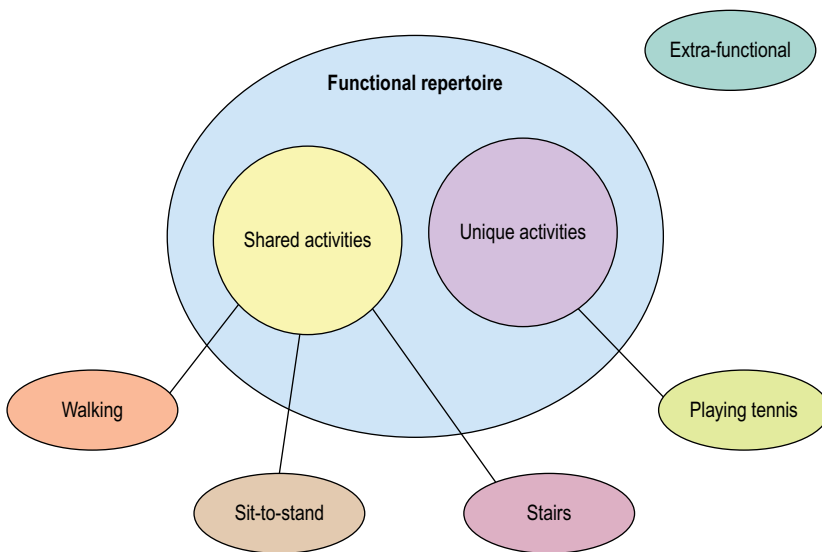 Extra-functional
Functional repertoire
Shared activities
Unique activities
Walking
Playing tennis
Sit-to-stand
Stairs